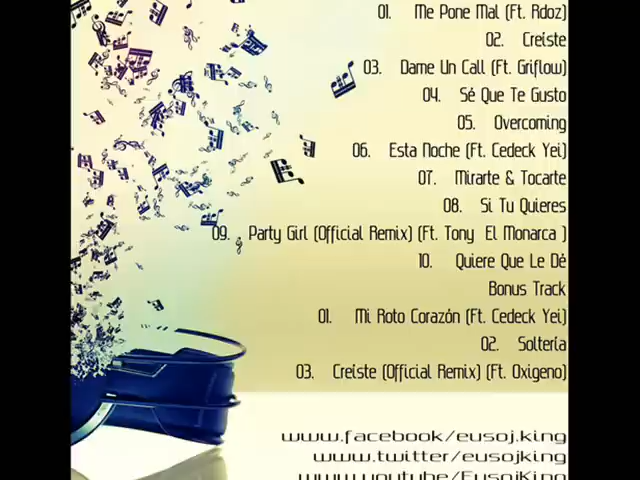 01. Me Pone Mal (Ft. Rdoz)
02. Creíste
03. Dame Un Call (Ft. Griflow)
04. Sé Que Te Gusto
05. Overcoming
06. Esta Noche (Ft. Cedeck Yei)
07. Mirarte & Tocarte
08. Si Tu Quieres
09. Party Girl (Official Remix) (Ft. Tony El Monarca )
10. Quiere Que Le Dé
Bonus Track
01. Mi Roto Corazón (Ft. Cedeck Yei)
02. Soltería
03. Creíste (Official Remix) (Ft. Oxigeno)
www.facebook/eusoj.king
www.twitter/eusojking
www.youtube/EusojKing